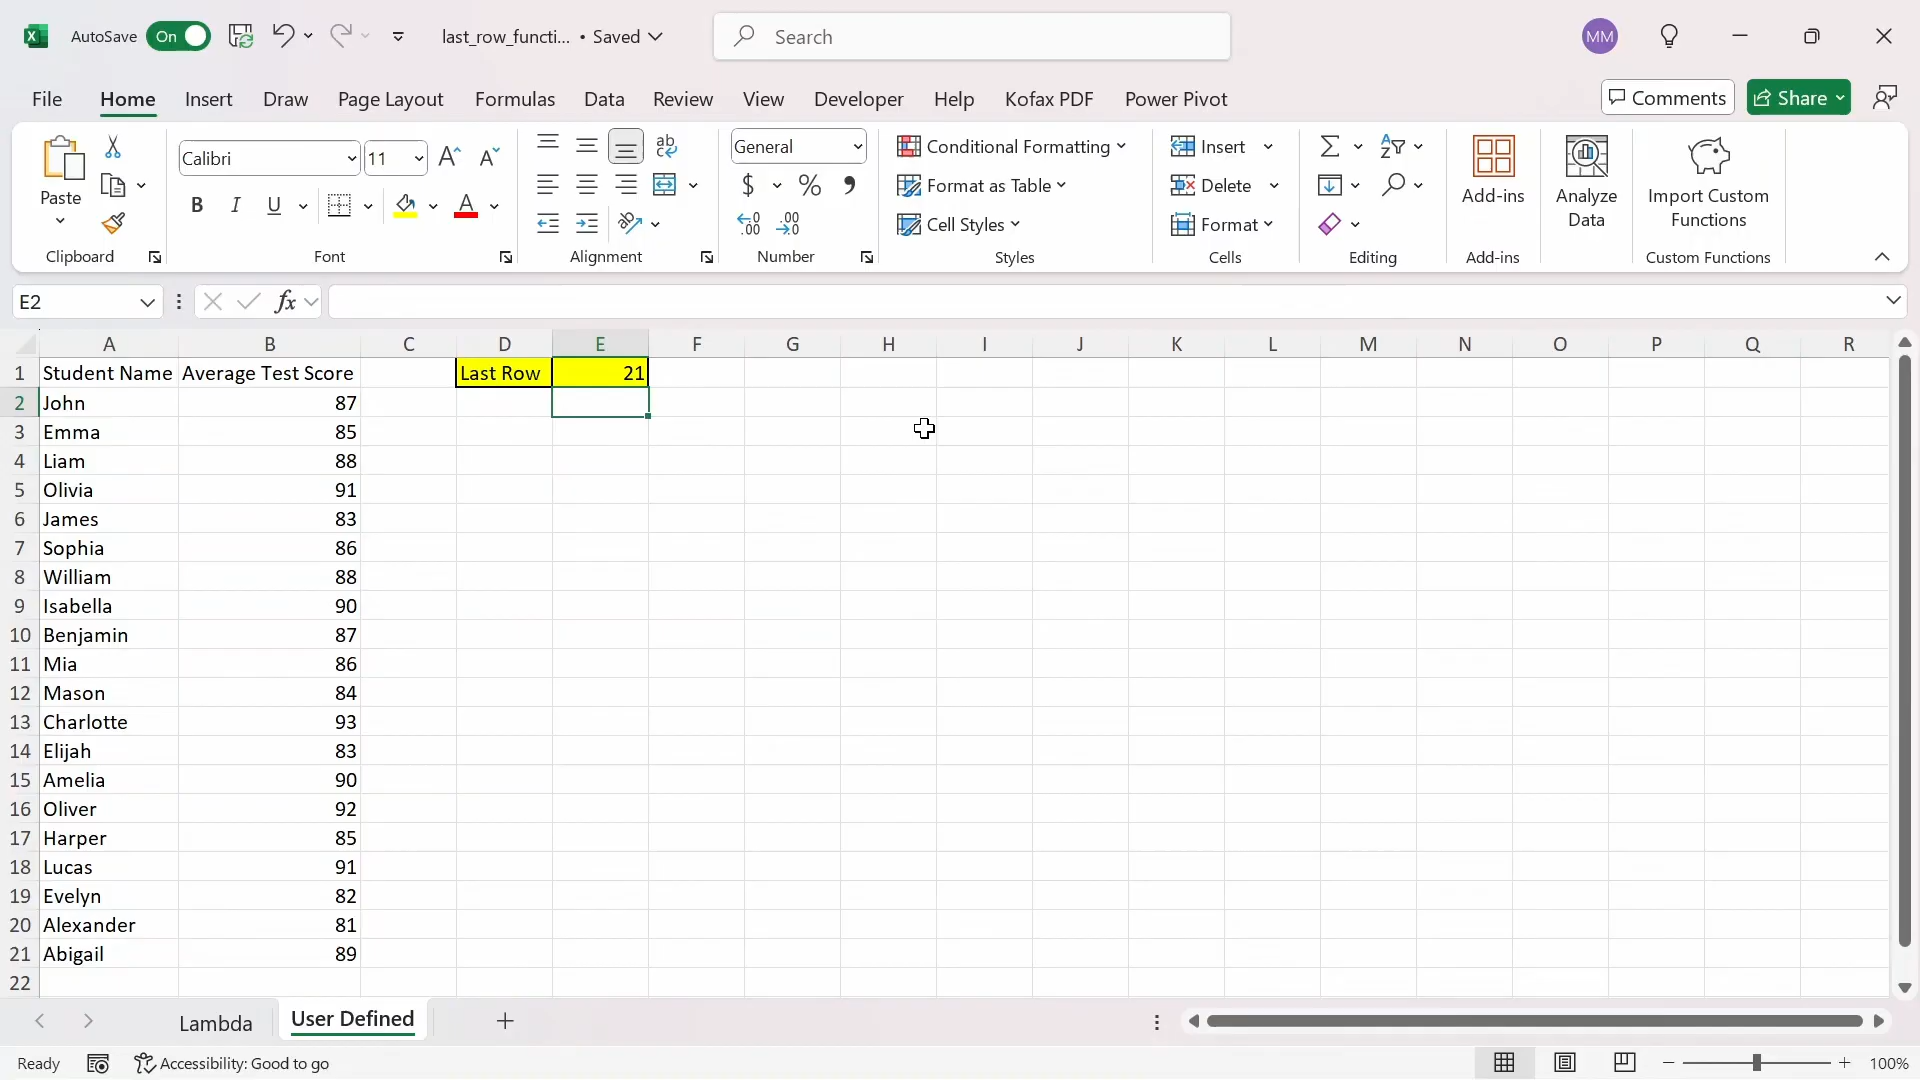 AutoSave On last_row_functi... • Saved Search MM
File Home Insert Draw Page Layout Formulas Data Review View Developer Help Kofax PDF Power Pivot Comments Share
Paste
Calibri 11
B I U A
ab
General
$ % 9
Conditional Formatting
Format as Table
Cell Styles
Insert
Delete
Format
Add-ins
Analyze
Data
Import Custom
Functions
Clipboard Font Alignment Number Styles Cells Editing Add-ins Custom Functions
E2 fx
A B C D E F G H I J K L M N O P Q R
1 Student Name Average Test Score Last Row 21
2 John 87
3 Emma 85
4 Liam 88
5 Olivia 91
6 James 83
7 Sophia 86
8 William 88
9 Isabella 90
10 Benjamin 87
11 Mia 86
12 Mason 84
13 Charlotte 93
14 Elijah 83
15 Amelia 90
16 Oliver 92
17 Harper 85
18 Lucas 91
19 Evelyn 82
20 Alexander 81
21 Abigail 89
22
Lambda User Defined
Ready Accessibility: Good to go 100%